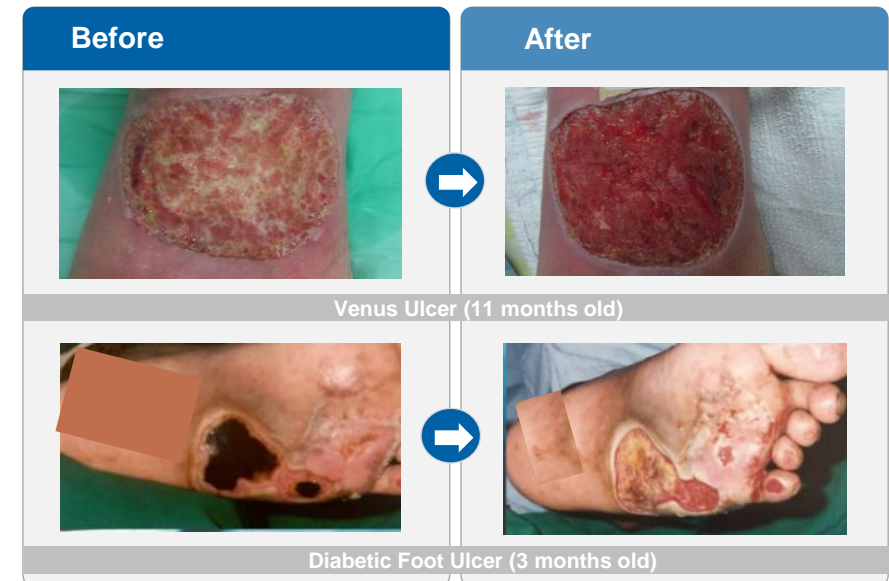 Before
After
Venus Ulcer (11 months old)
Diabetic Foot Ulcer (3 months old)